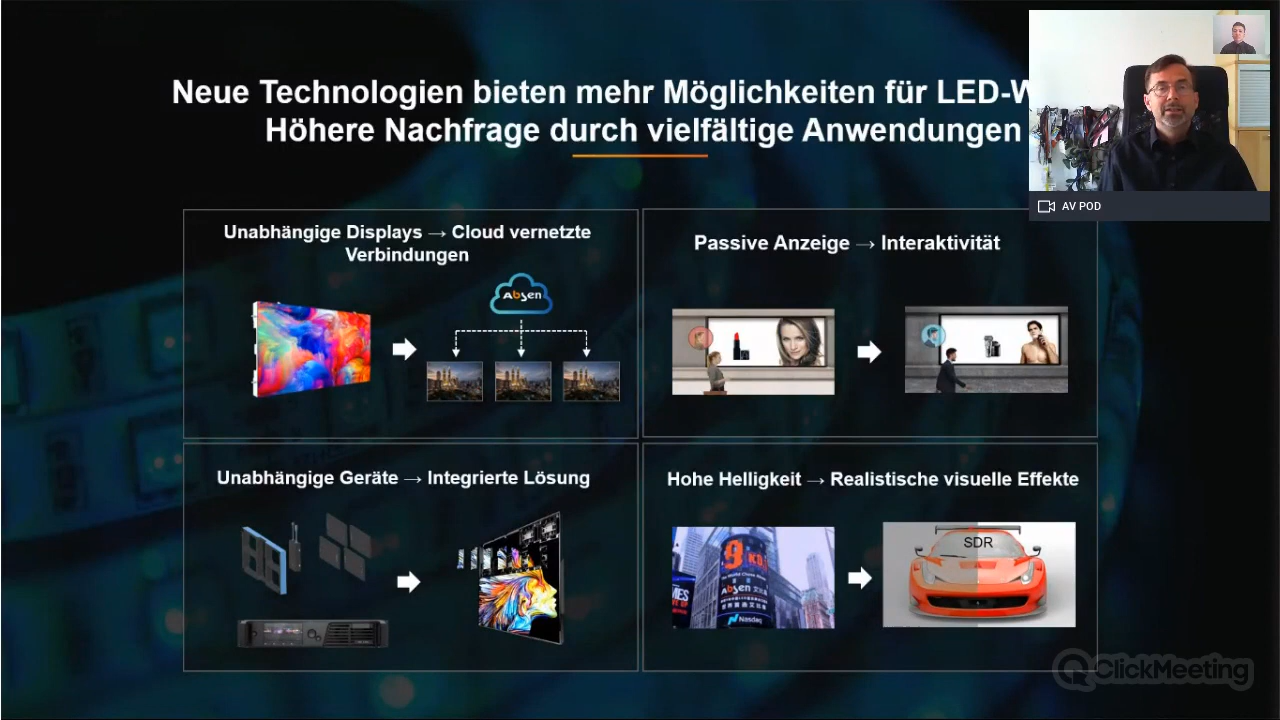 Neue Technologien bieten mehr Möglichkeiten für LED-W
Höhere Nachfrage durch vielfältige Anwendungen
AV POD
Unabhängige Displays → Cloud vernetzte
Verbindungen
Absen
Passive Anzeige → Interaktivität
Unabhängige Geräte → Integrierte Lösung
Hohe Helligkeit → Realistische visuelle Effekte
9
Absen
Nasdaq
SDR
ClickMeeting